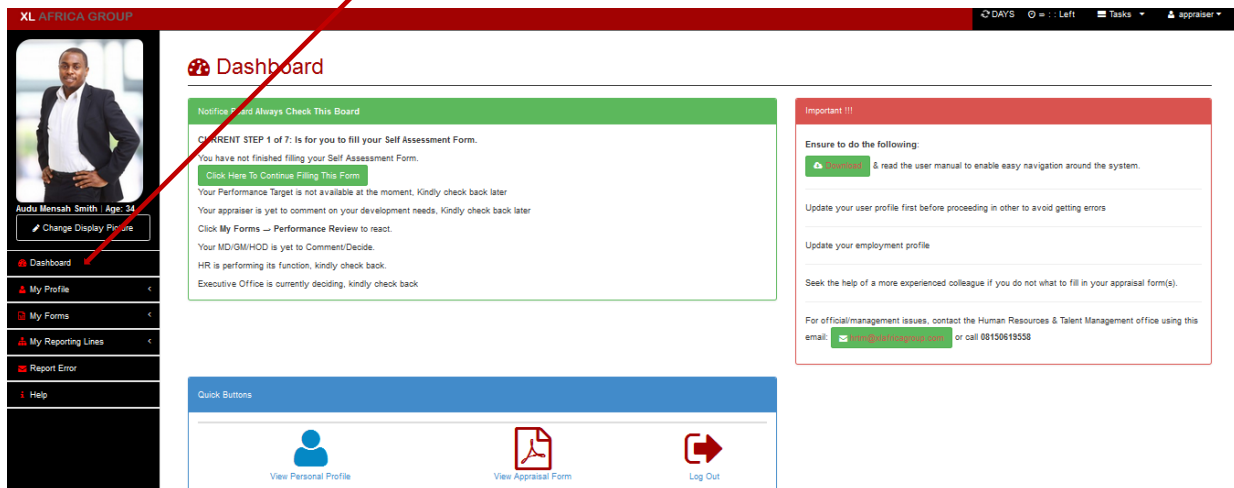 XL AFRICA GROUP
DAYS = : : Left Tasks appraiser
Audu Mensah Smith | Age: 34
Change Display Picture
Dashboard
My Profile
My Forms
My Reporting Lines
Report Error
Help
Dashboard
Notifice Board Always Check This Board
CURRENT STEP 1 of 7: Is for you to fill your Self Assessment Form.
You have not finished filling your Self Assessment Form.
Click Here To Continue Filling This Form
Your Performance Target is not available at the moment, Kindly check back later
Your appraiser is yet to comment on your development needs, Kindly check back later
Click My Forms → Performance Review to react.
Your MD/GM/HOD is yet to Comment/Decide.
HR is performing its function, kindly check back.
Executive Office is currently deciding, kindly check back
Important !!!
Ensure to do the following:
Download & read the user manual to enable easy navigation around the system.
Update your user profile first before proceeding in other to avoid getting errors
Update your employment profile
Seek the help of a more experienced colleague if you do not what to fill in your appraisal form(s).
For official/management issues, contact the Human Resources & Talent Management office using this
email: hrm@xlafricagroup.com or call 08150619558
Quick Buttons
View Personal Profile
View Appraisal Form
Log Out